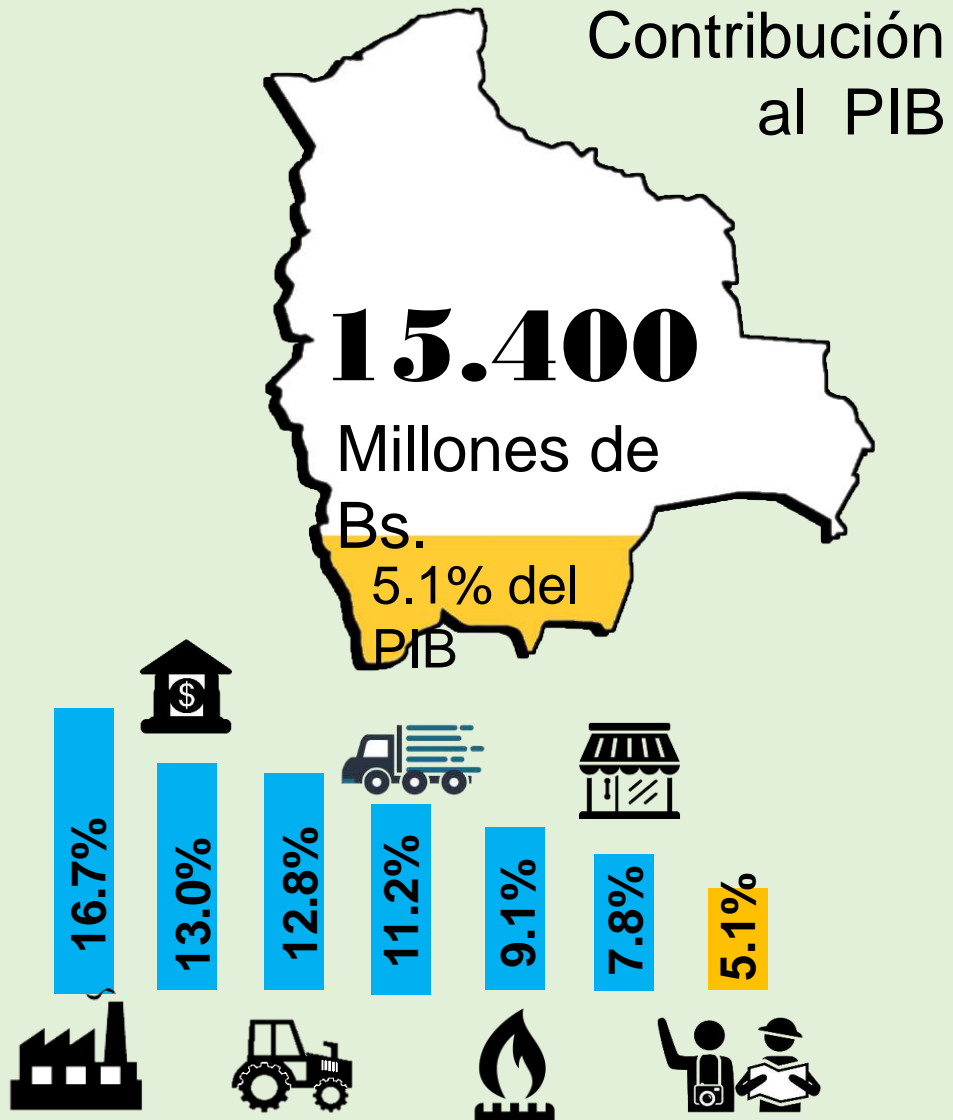 Contribución
al PIB
15.400
Millones de
Bs.
5.1% del
PIB
$
16.7%
13.0%
12.8%
11.2%
9.1%
7.8%
5.1%